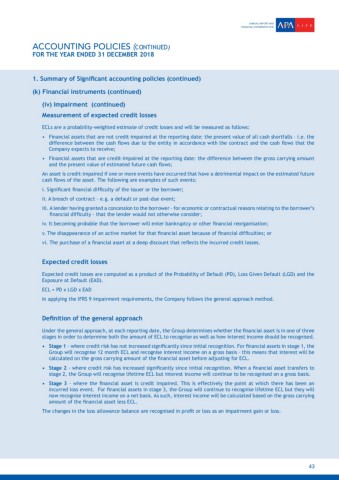 APA LIFE
ACCOUNTING POLICIES (CONTINUED)
FOR THE YEAR ENDED 31 DECEMBER 2018
1. Summary of Significant accounting policies (continued)
(k) Financial instruments (continued)
(iv) Impairment (continued)
Measurement of expected credit losses
ECLs are a probability-weighted estimate of credit losses and will be measured as follows:
• Financial assets that are not credit-impaired at the reporting date: the present value of all cash shortfalls - i.e. the
difference between the cash flows due to the entity in accordance with the contract and the cash flows that the
Company expects to receive;
• Financial assets that are credit-impaired at the reporting date: the difference between the gross carrying amount
and the present value of estimated future cash flows;
An asset is credit-impaired if one or more events have occurred that have a detrimental impact on the estimated future
cash flows of the asset. The following are examples of such events:
i. Significant financial difficulty of the issuer or the borrower;
ii. A breach of contract - e.g. a default or past-due event;
iii. A lender having granted a concession to the borrower - for economic or contractual reasons relating to the borrower's
financial difficulty - that the lender would not otherwise consider;
iv. It becoming probable that the borrower will enter bankruptcy or other financial reorganisation;
v. The disappearance of an active market for that financial asset because of financial difficulties; or
vi. The purchase of a financial asset at a deep discount that reflects the incurred credit losses.
Expected credit losses
Expected credit losses are computed as a product of the Probability of Default (PD), Loss Given Default (LGD) and the
Exposure at Default (EAD).
ECL = PD x LGD x EAD
In applying the IFRS 9 impairment requirements, the Company follows the general approach method.
Definition of the general approach
Under the general approach, at each reporting date, the Group determines whether the financial asset is in one of three
stages in order to determine both the amount of ECL to recognise as well as how interest income should be recognised.
• Stage 1 - where credit risk has not increased significantly since initial recognition. For financial assets in stage 1, the
Group will recognise 12 month ECL and recognise interest income on a gross basis - this means that interest will be
calculated on the gross carrying amount of the financial asset before adjusting for ECL.
• Stage 2 - where credit risk has increased significantly since initial recognition. When a financial asset transfers to
stage 2, the Group will recognise lifetime ECL but interest income will continue to be recognised on a gross basis.
• Stage 3 - where the financial asset is credit impaired. This is effectively the point at which there has been an
incurred loss event. For financial assets in stage 3, the Group will continue to recognise lifetime ECL but they will
now recognise interest income on a net basis. As such, interest income will be calculated based on the gross carrying
amount of the financial asset less ECL.
The changes in the loss allowance balance are recognised in profit or loss as an impairment gain or loss.
43